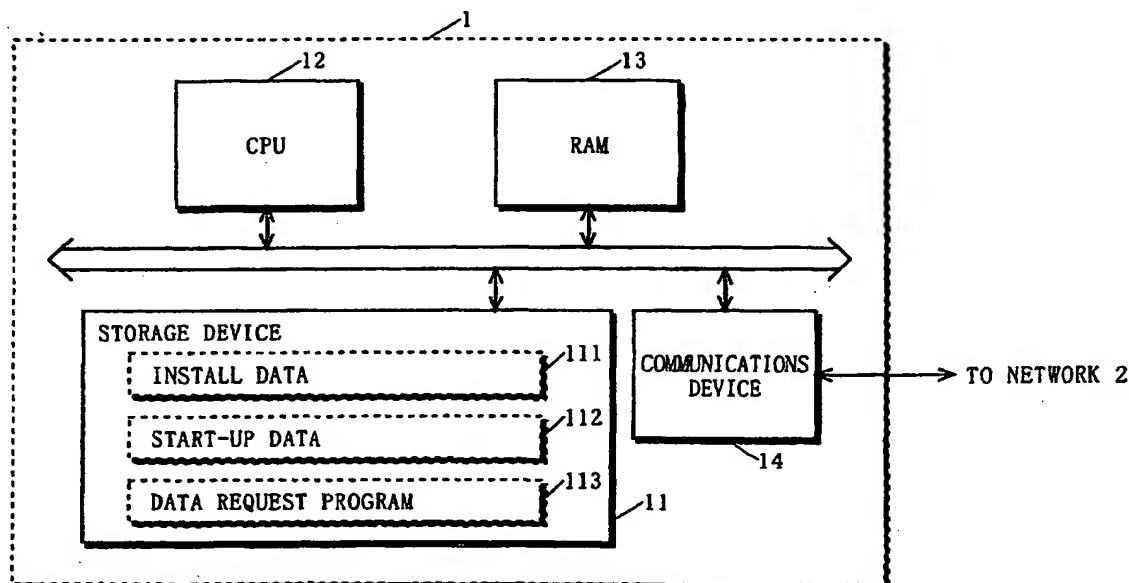 1
12
13
CPU
RAM
STORAGE DEVICE
111
INSTALL DATA
112
START-UP DATA
113
DATA REQUEST PROGRAM
11
COMMUNICATIONS
DEVICE
14
TO NETWORK 2